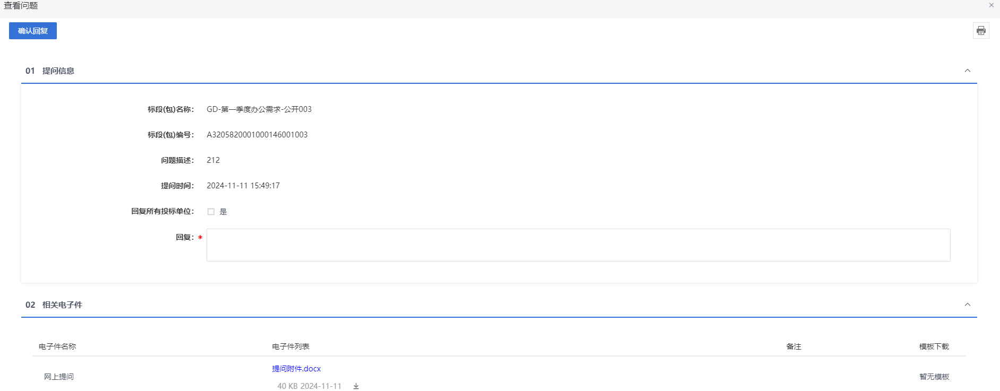 查看问题
确认回复
01 提问信息
标段(包)名称： GD-第一季度办公需求-公开003
标段(包)编号： A3205820001000146001003
问题描述： 212
提问时间： 2024-11-11 15:49:17
回复所有投标单位： 是
回复：*
02 相关电子件
电子件名称 电子件列表 备注 模板下载
提问附件.docx
网上提问 暂无模板
40 KB 2024-11-11